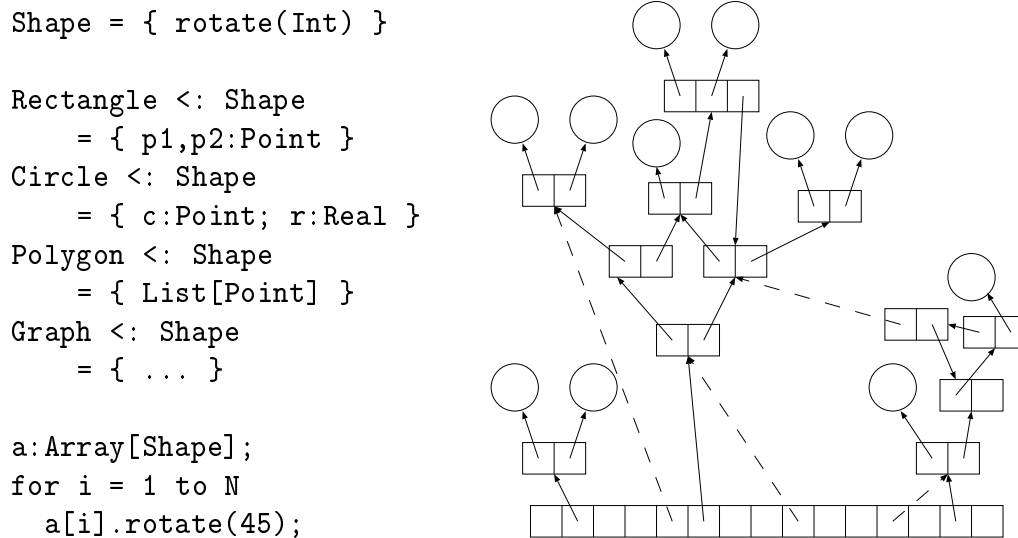 Shape = { rotate(Int) }
Rectangle <: Shape
= { p1,p2:Point }
Circle <: Shape
= { c:Point; r:Real }
Polygon <: Shape
= { List[Point] }
Graph <: Shape
= { ... }
a:Array[Shape];
for i = 1 to N
a[i].rotate(45);